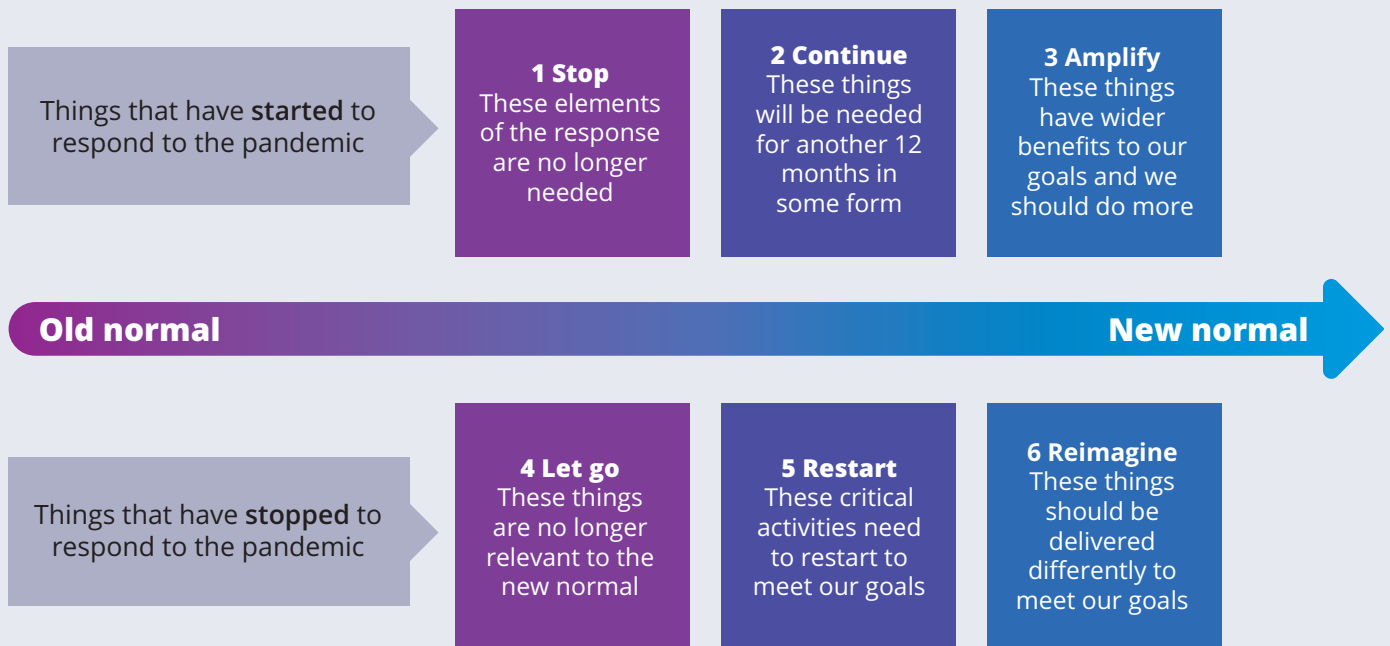 Things that have started to
respond to the pandemic
1 Stop
These elements
of the response
are no longer
needed
2 Continue
These things
will be needed
for another 12
months in
some form
3 Amplify
These things
have wider
benefits to our
goals and we
should do more
Old normal
New normal
Things that have stopped to
respond to the pandemic
4 Let go
These things
are no longer
relevant to the
new normal
5 Restart
These critical
activities need
to restart to
meet our goals
6 Reimagine
These things
should be
delivered
differently to
meet our goals